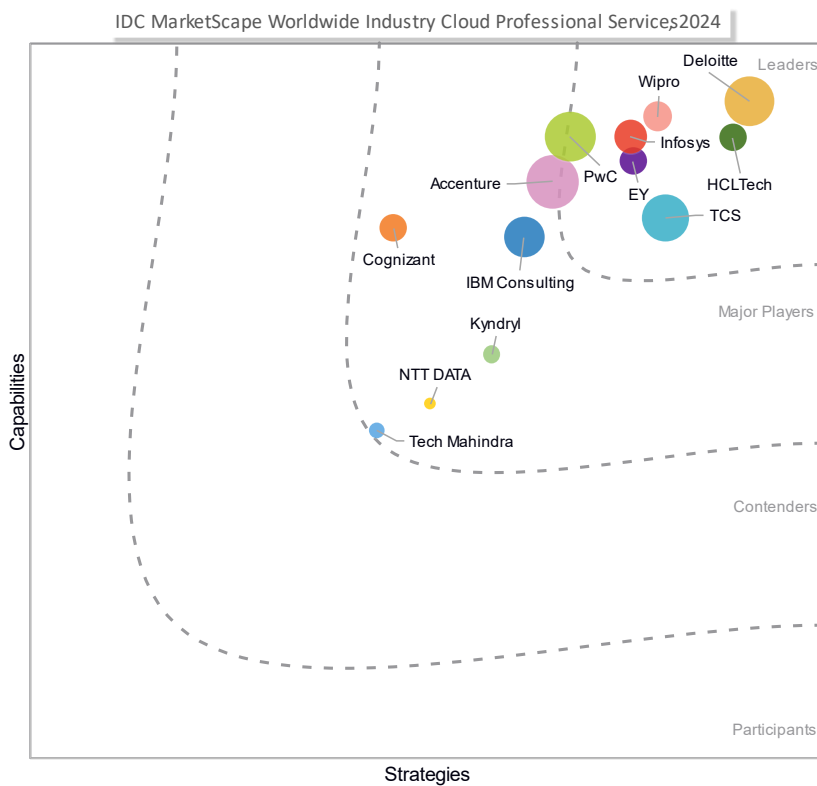 IDC MarketScape Worldwide Industry Cloud Professional Services, 2024
Deloitte
Leaders
Wipro
Infosys
PwC
Accenture
EY
HCLTech
TCS
Cognizant
IBM Consulting
Major Players
Kyndryl
NTT DATA
Capabilities
Tech Mahindra
Contenders
Participants
Strategies